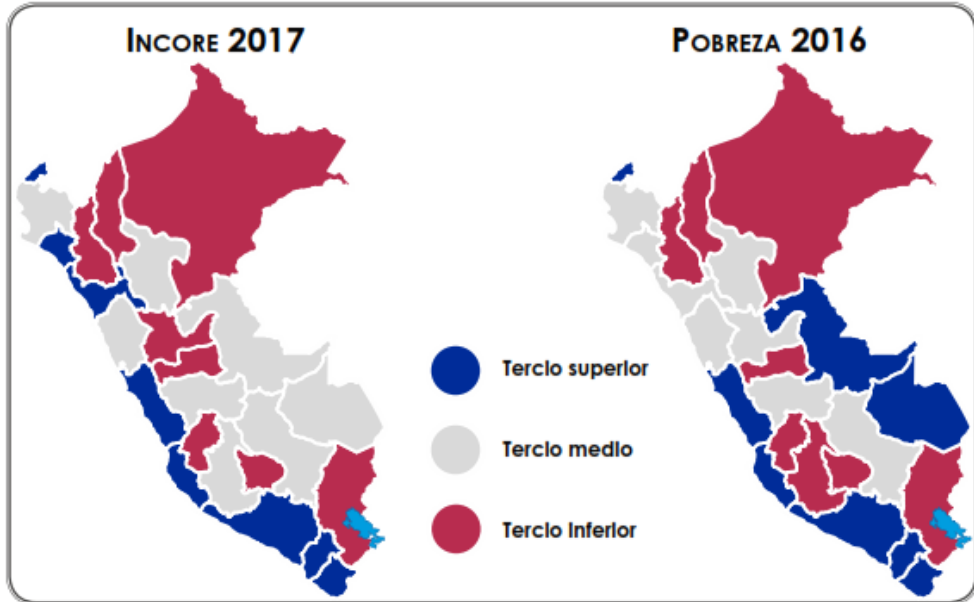 INCORE 2017
POBREZA 2016
Tercio superior
Tercio medio
Tercio inferior